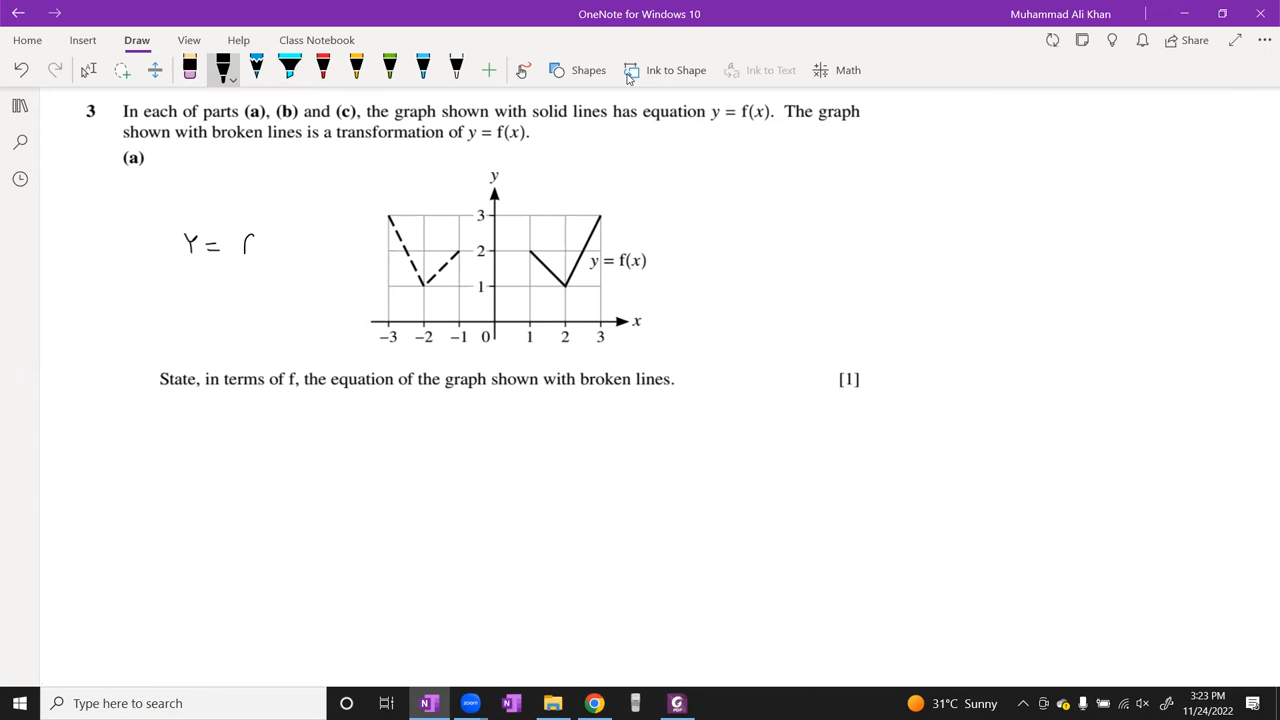 OneNote for Windows 10
Muhammad Ali Khan
Home Insert Draw View Help Class Notebook
Share
Shapes Ink to Shape Ink to Text Math
3 In each of parts (a), (b) and (c), the graph shown with solid lines has equation y = f(x). The graph
shown with broken lines is a transformation of y = f(x).
(a)
y
3
2
1
Y =
y = f(x)
x
–3 –2 –1 0 1 2 3
State, in terms of f, the equation of the graph shown with broken lines. [1]
Type here to search
31°C Sunny
3:23 PM
11/24/2022